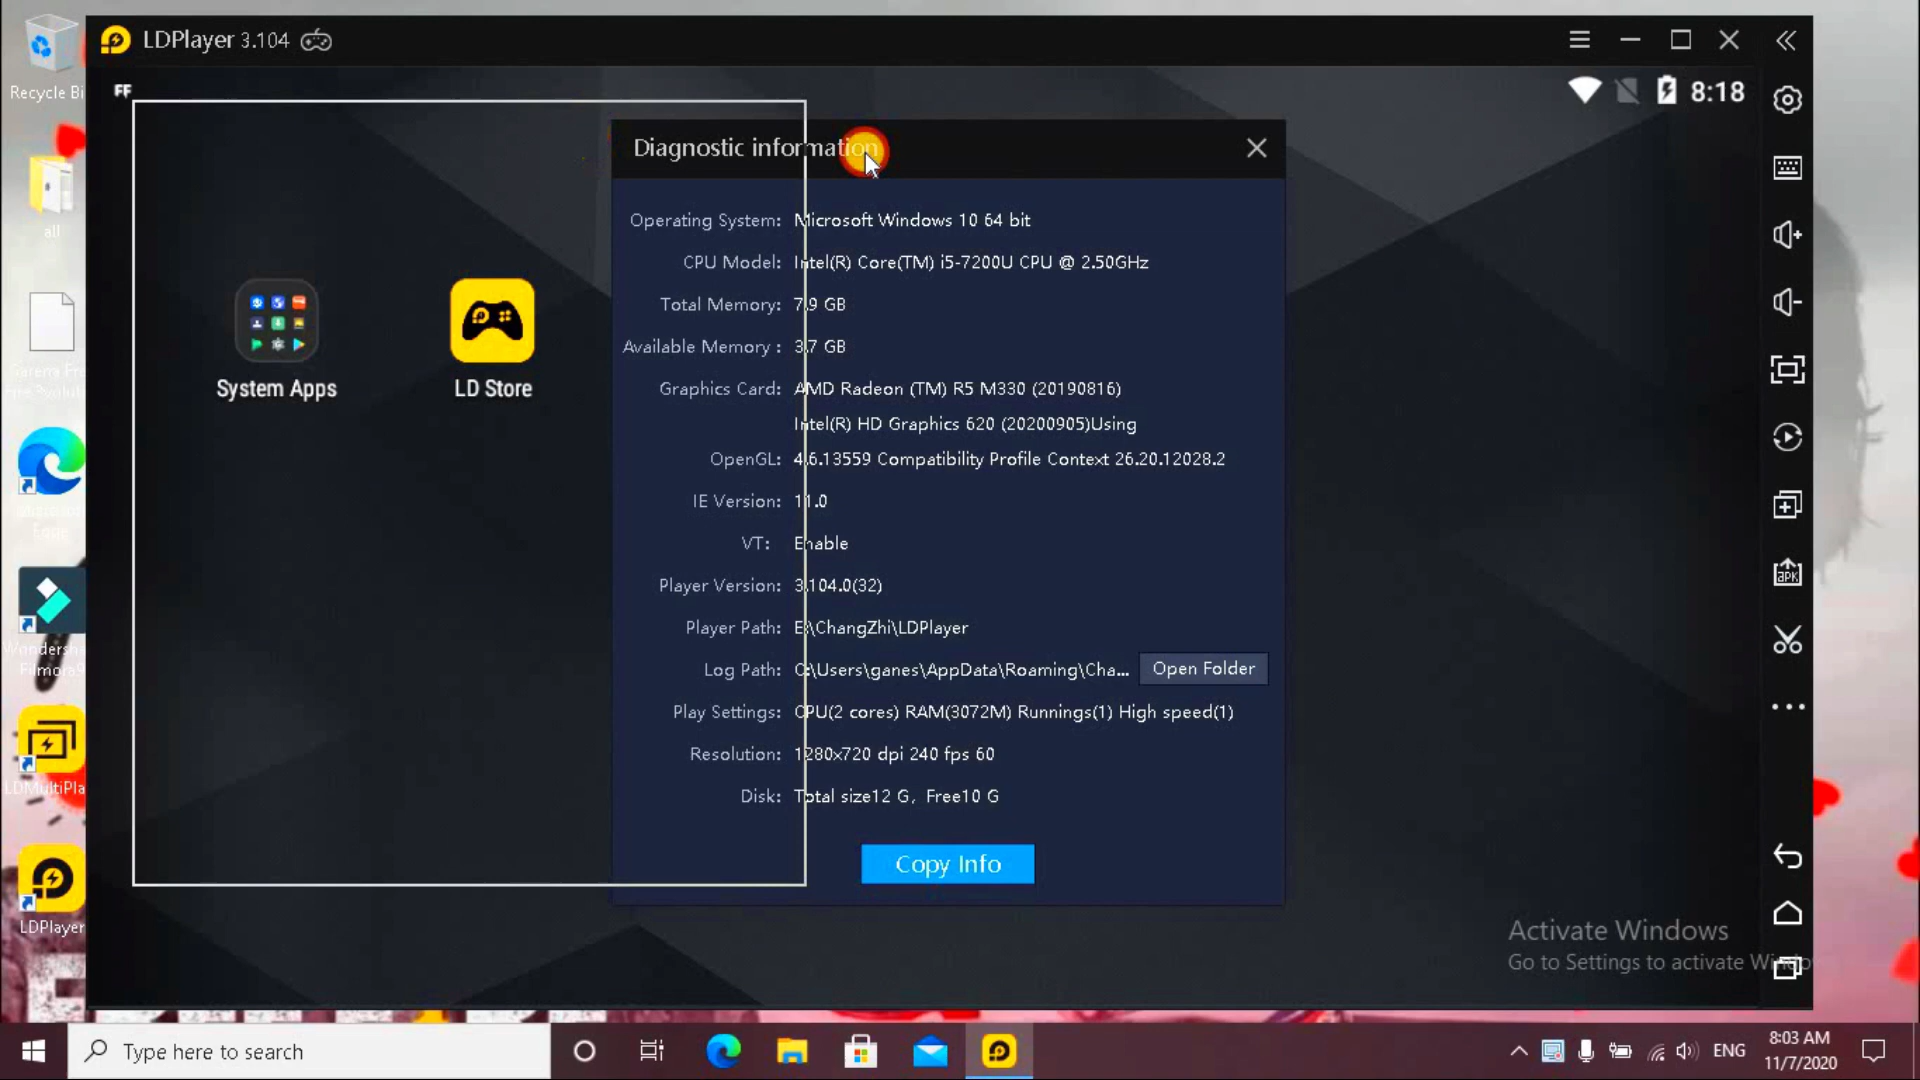 LDPlayer 3.104
Recycle Bi
FF
8:18
Diagnostic information
Operating System: Microsoft Windows 10 64 bit
all
CPU Model: Intel(R) Core(TM) i5-7200U CPU @ 2.50GHz
Total Memory: 7.9 GB
Available Memory : 3.7 GB
System Apps
LD Store
Graphics Card: AMD Radeon (TM) R5 M330 (20190816)
Intel(R) HD Graphics 620 (20200905)Using
OpenGL: 4.6.13559 Compatibility Profile Context 26.20.12028.2
IE Version: 11.0
Edge
VT: Enable
APK
Player Version: 3.104.0(32)
Player Path: E:\ChangZhi\LDPlayer
Wondersha
Filmora9
Log Path: C:\Users\ganes\AppData\Roaming\Cha... Open Folder
Play Settings: CPU(2 cores) RAM(3072M) Runnings(1) High speed(1)
Resolution: 1280x720 dpi 240 fps 60
LDMultiPla
Disk: Total size12 G, Free10 G
Copy Info
LDPlayer
Activate Windows
Go to Settings to activate Windo
Type here to search
ENG
8:03 AM
11/7/2020